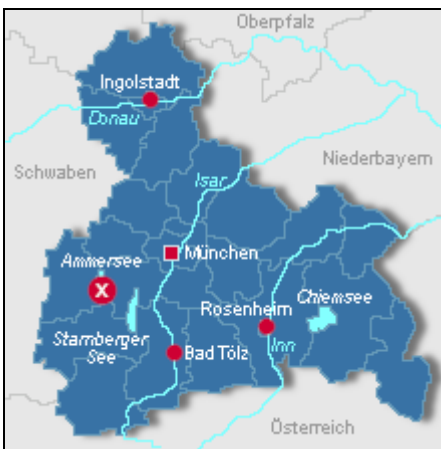 Oberpfalz
Ingolstadt
Donau
Schwaben
Niederbayern
Isar
München
Ammersee
X
Chiemsee
Rosenheim
Starnberger
See
Inn
Bad Tölz
Österreich